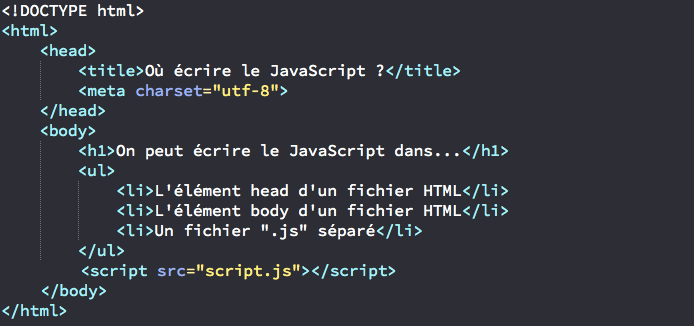 <!DOCTYPE html>
<html>
    <head>
        <title>Où écrire le JavaScript ?</title>
        <meta charset="utf-8">
    </head>
    <body>
        <h1>On peut écrire le JavaScript dans...</h1>
        <ul>
            <li>L'élément head d'un fichier HTML</li>
            <li>L'élément body d'un fichier HTML</li>
            <li>Un fichier ".js" séparé</li>
        </ul>
        <script src="script.js"></script>
    </body>
</html>